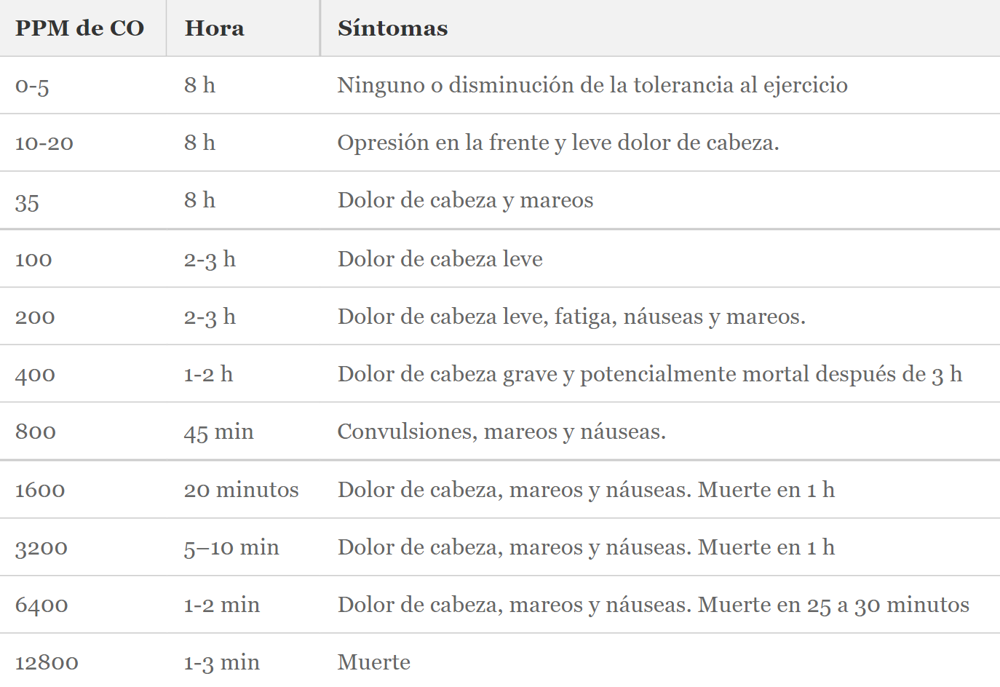 PPM de CO Hora Síntomas
0-5 8 h Ninguno o disminución de la tolerancia al ejercicio
10-20 8 h Opresión en la frente y leve dolor de cabeza.
35 8 h Dolor de cabeza y mareos
100 2-3 h Dolor de cabeza leve
200 2-3 h Dolor de cabeza leve, fatiga, náuseas y mareos.
400 1-2 h Dolor de cabeza grave y potencialmente mortal después de 3 h
800 45 min Convulsiones, mareos y náuseas.
1600 20 minutos Dolor de cabeza, mareos y náuseas. Muerte en 1 h
3200 5–10 min Dolor de cabeza, mareos y náuseas. Muerte en 1 h
6400 1-2 min Dolor de cabeza, mareos y náuseas. Muerte en 25 a 30 minutos
12800 1-3 min Muerte